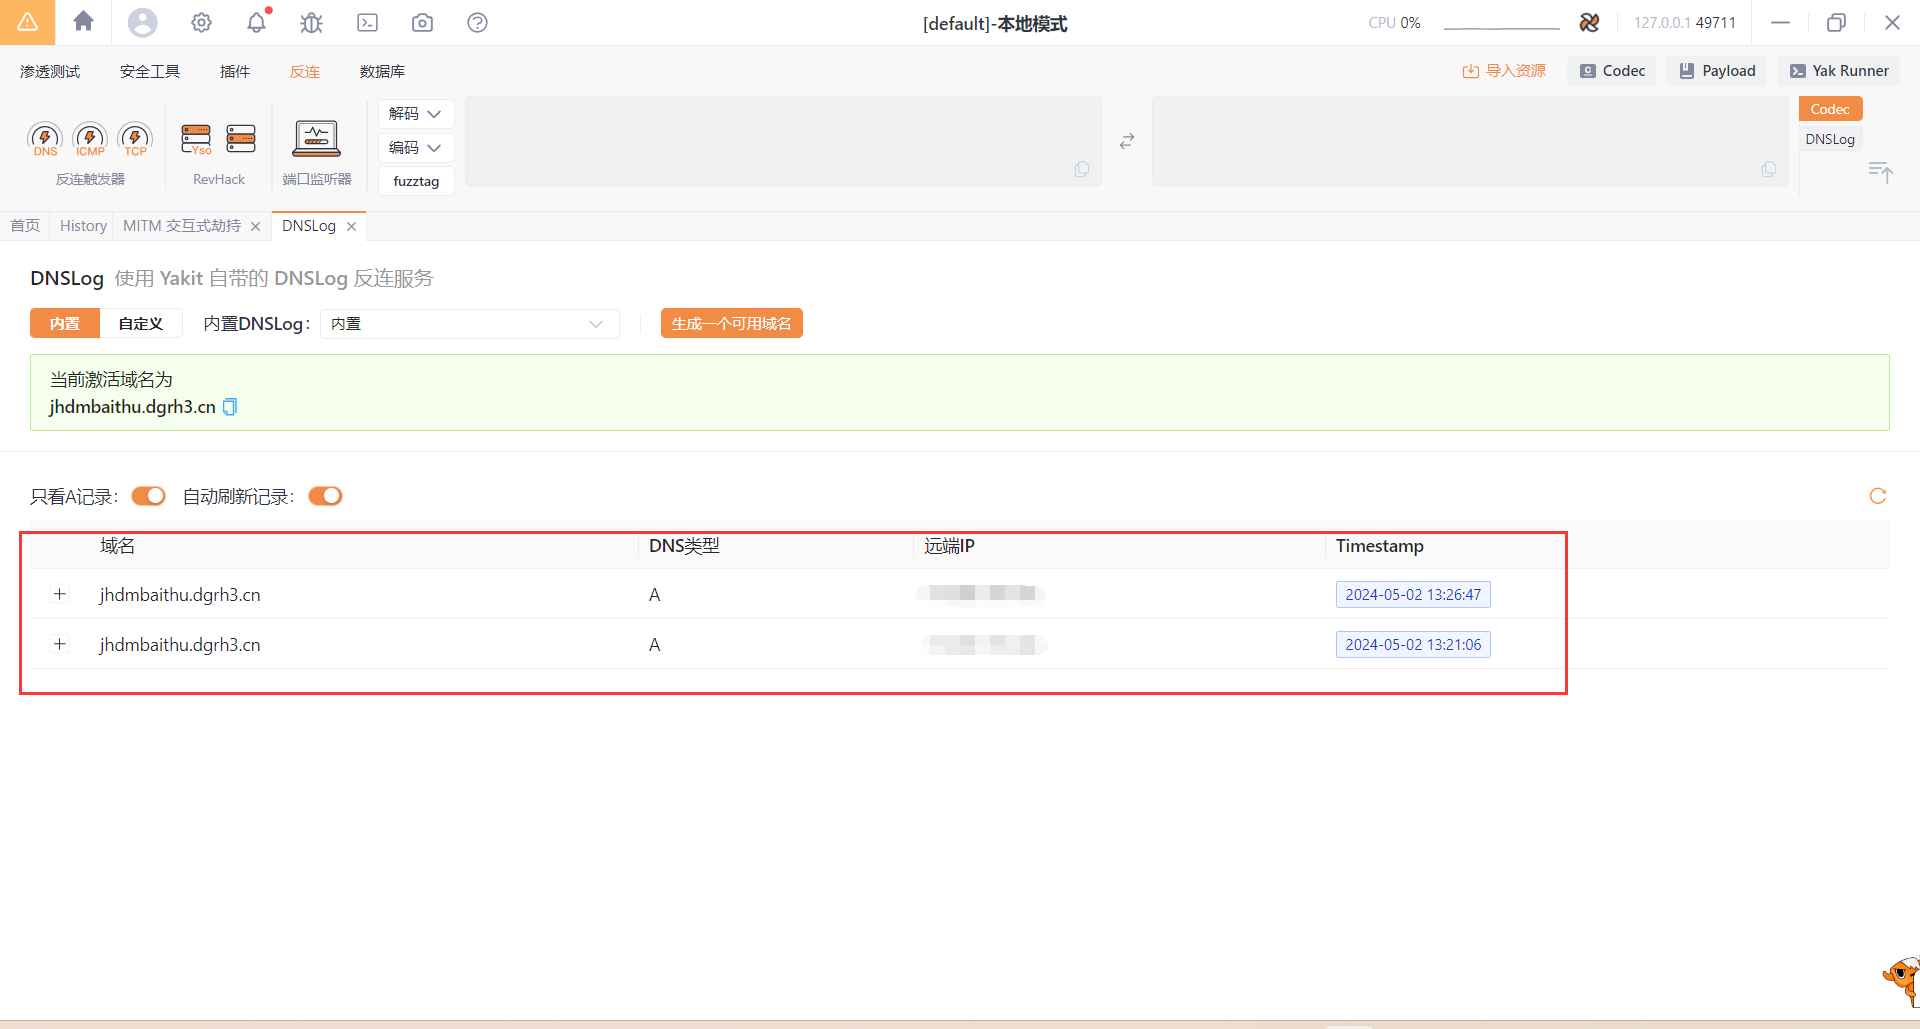 [default]-本地模式
CPU 0%
127.0.0.1 49711
渗透测试 安全工具 插件 反连 数据库
导入资源 Codec Payload Yak Runner
DNS ICMP TCP
反连触发器
Yso
RevHack
端口监听器
解码
编码
fuzztag
Codec
DNSLog
首页 History MITM 交互式劫持 DNSLog
DNSLog 使用 Yakit 自带的 DNSLog 反连服务
内置 自定义 内置DNSLog: 内置 生成一个可用域名
当前激活域名为
jhdmbaithu.dgrh3.cn
只看A记录: 自动刷新记录:
域名 DNS类型 远端IP Timestamp
jhdmbaithu.dgrh3.cn A 2024-05-02 13:26:47
jhdmbaithu.dgrh3.cn A 2024-05-02 13:21:06